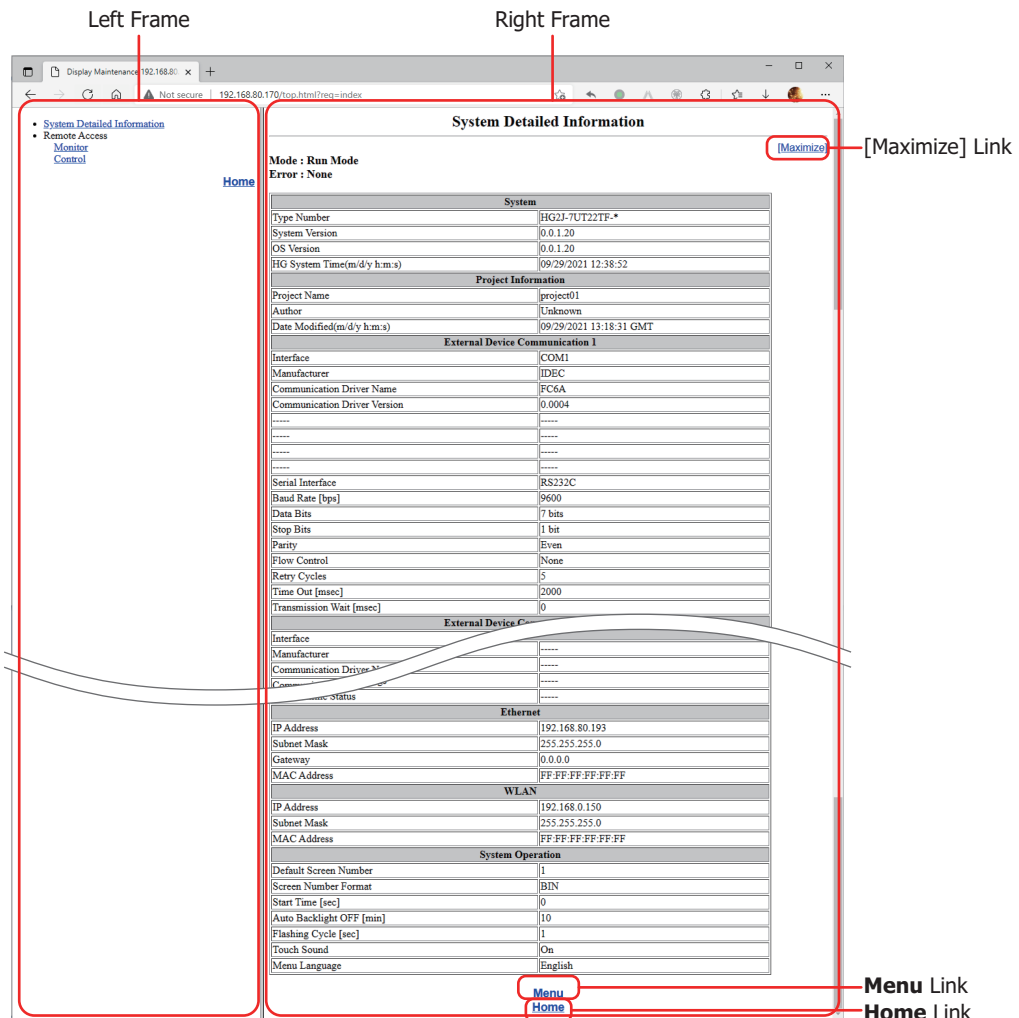 Left Frame
Right Frame
Display Maintenance 192.168.80.
Not secure | 192.168.80.170/top.html?req=index
System Detailed Information
Remote Access
Monitor
Control
Home
System Detailed Information
[Maximize]
[Maximize] Link
Mode : Run Mode
Error : None
System
Type Number HG2J-7UT22TF-*
System Version 0.0.1.20
OS Version 0.0.1.20
HG System Time(m/d/y h:m:s) 09/29/2021 12:38:52
Project Information
Project Name project01
Author Unknown
Date Modified(m/d/y h:m:s) 09/29/2021 13:18:31 GMT
External Device Communication 1
Interface COM1
Manufacturer IDEC
Communication Driver Name FC6A
Communication Driver Version 0.0004
----- -----
----- -----
----- -----
----- -----
Serial Interface RS232C
Baud Rate [bps] 9600
Data Bits 7 bits
Stop Bits 1 bit
Parity Even
Flow Control None
Retry Cycles 5
Time Out [msec] 2000
Transmission Wait [msec] 0
External Device
Interface
Manufacturer -----
Communication Driver -----
-----
Status -----
Ethernet
IP Address 192.168.80.193
Subnet Mask 255.255.255.0
Gateway 0.0.0.0
MAC Address FF:FF:FF:FF:FF:FF
WLAN
IP Address 192.168.0.150
Subnet Mask 255.255.255.0
MAC Address FF:FF:FF:FF:FF:FF
System Operation
Default Screen Number 1
Screen Number Format BIN
Start Time [sec] 0
Auto Backlight OFF [min] 10
Flashing Cycle [sec] 1
Touch Sound On
Menu Language English
Menu
Menu Link
Home
Home Link